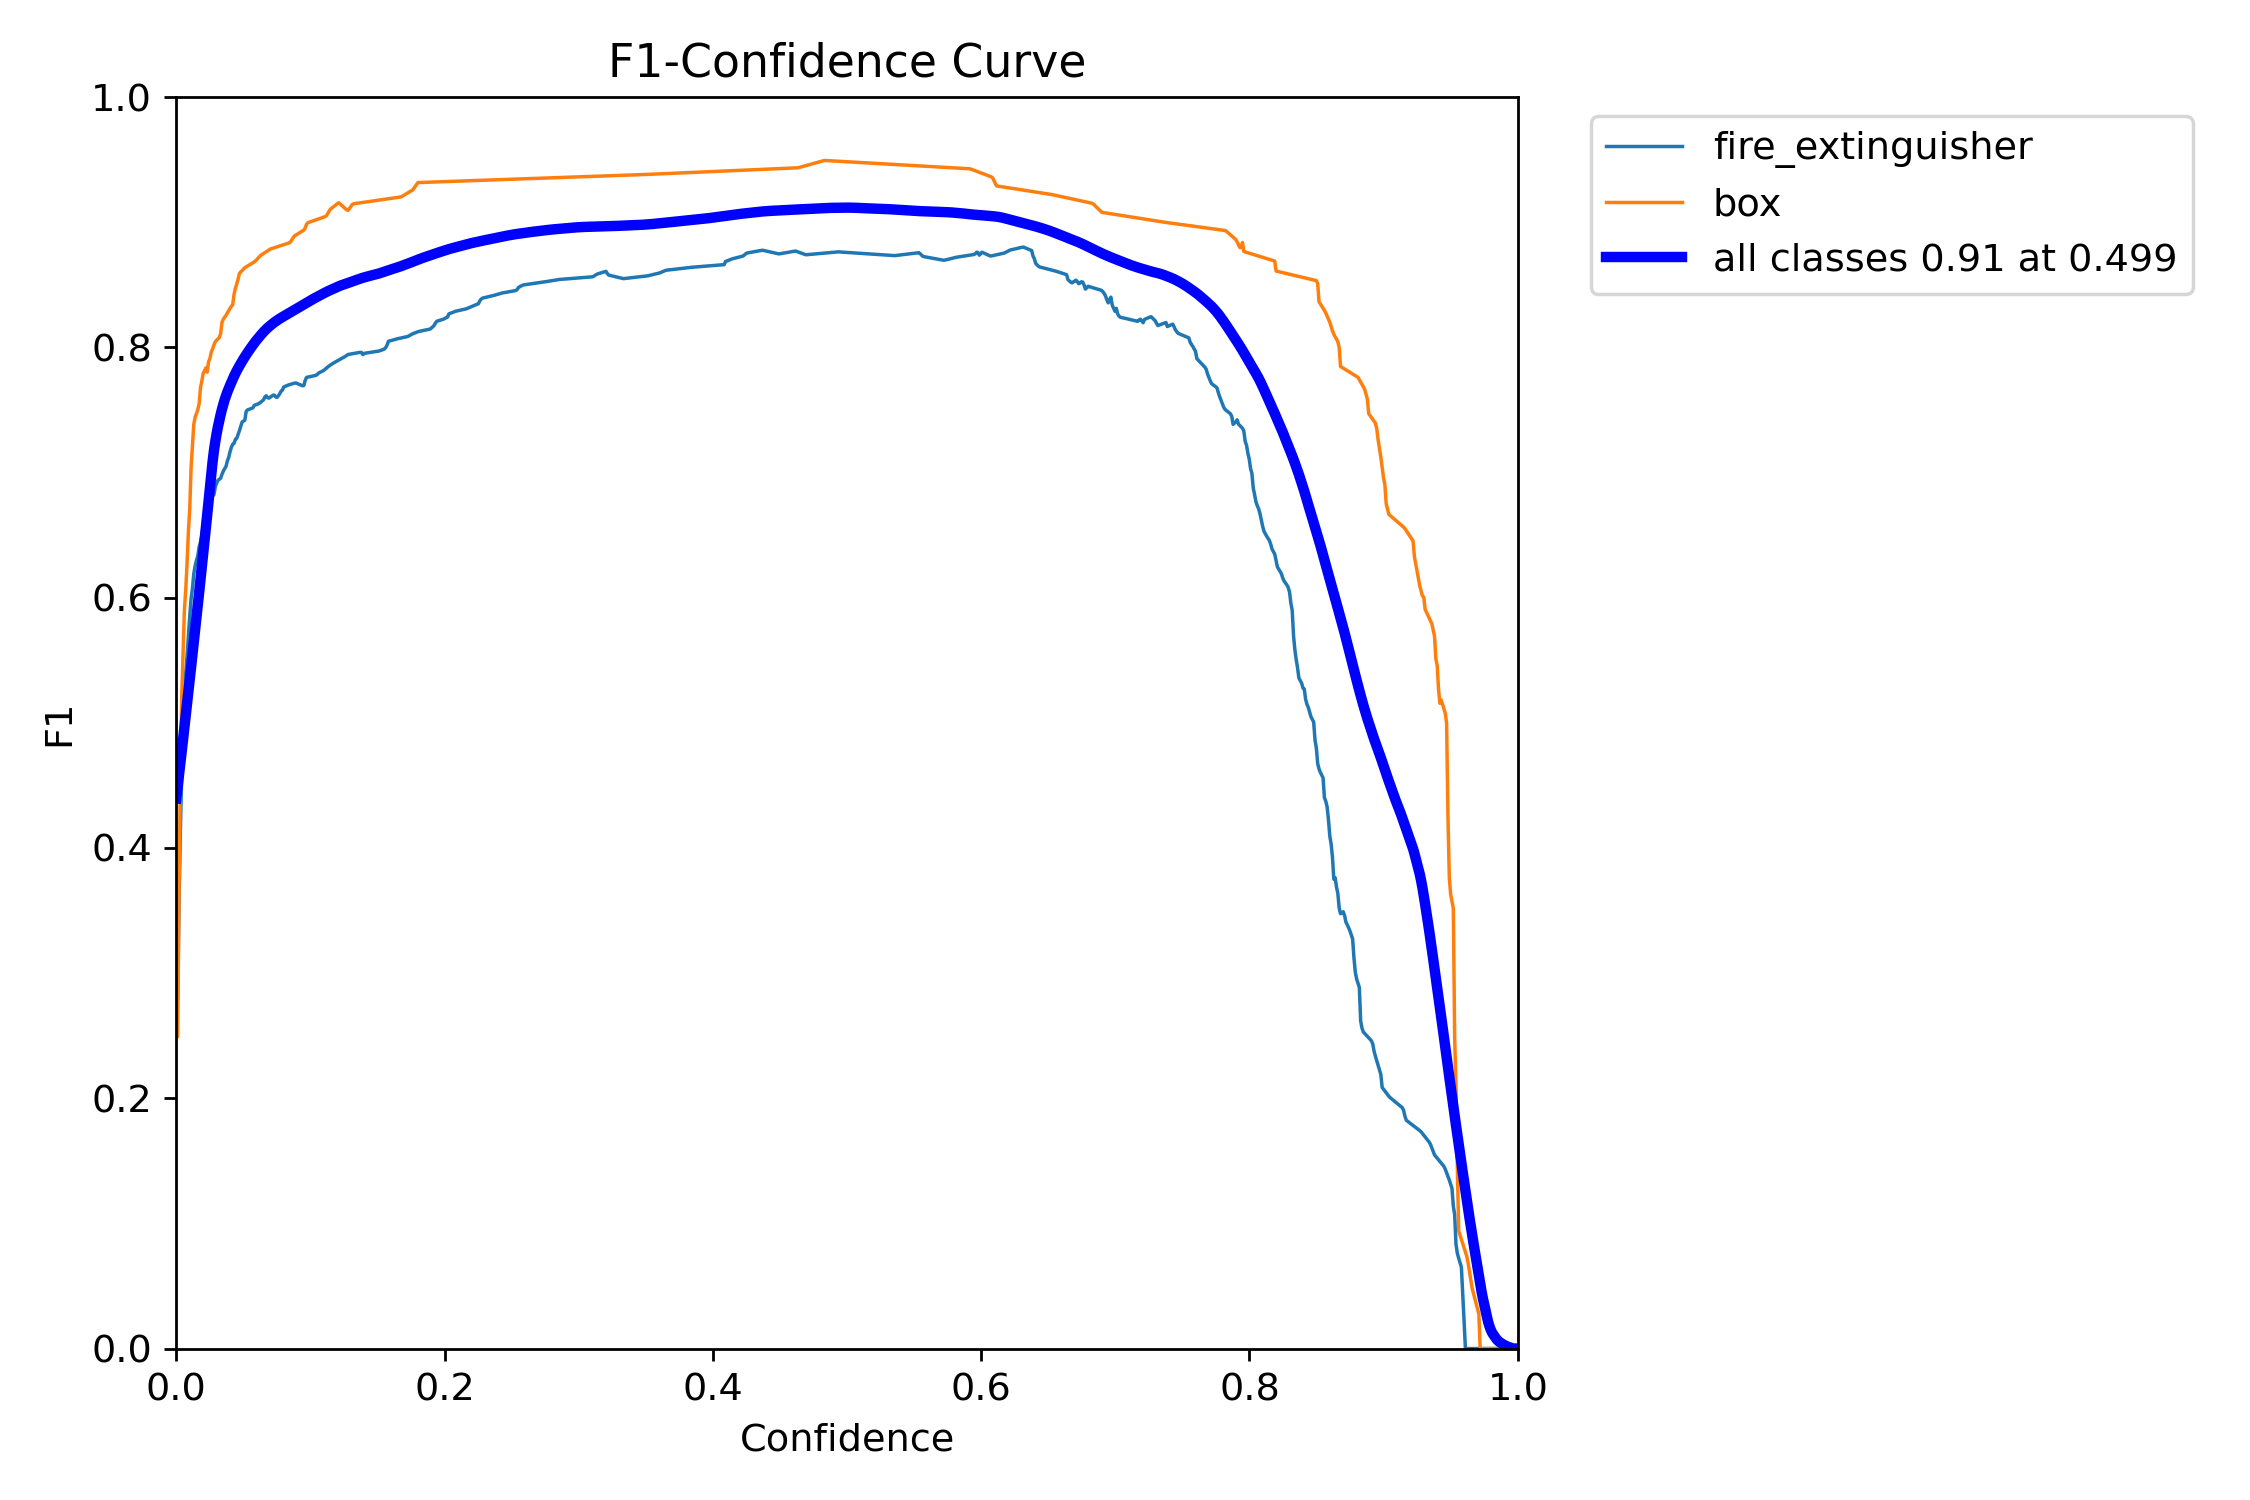 F1-Confidence Curve
1.0
0.8
0.6
0.4
0.2
0.0
F1
0.0 0.2 0.4 0.6 0.8 1.0
Confidence
fire_extinguisher
box
all classes 0.91 at 0.499